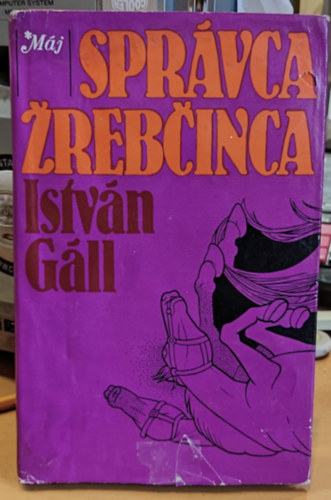 *Máj
SPRÁVCA
ŽREBČINCA
István
Gáll